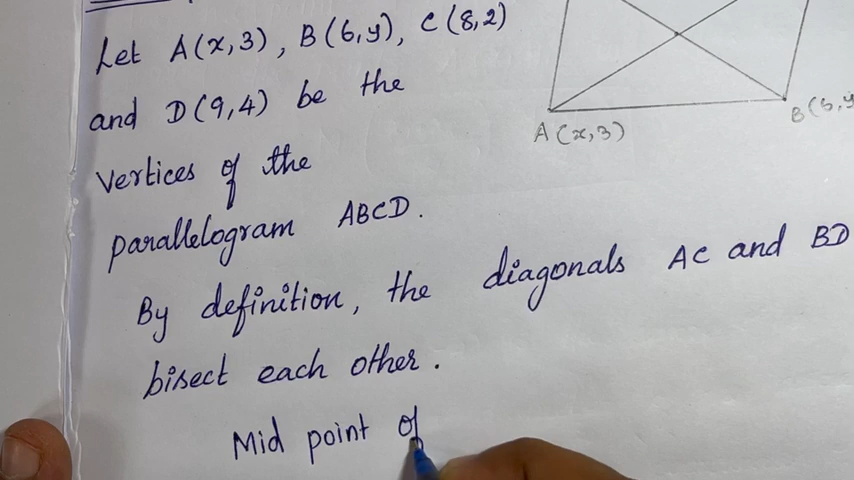 Let A(x,3), B(6,y), C(8,2)
and D(9,4) be the
vertices of the
parallelogram ABCD.
By definition, the diagonals AC and BD
bisect each other.
Mid point of
A(x,3)
B(6,y